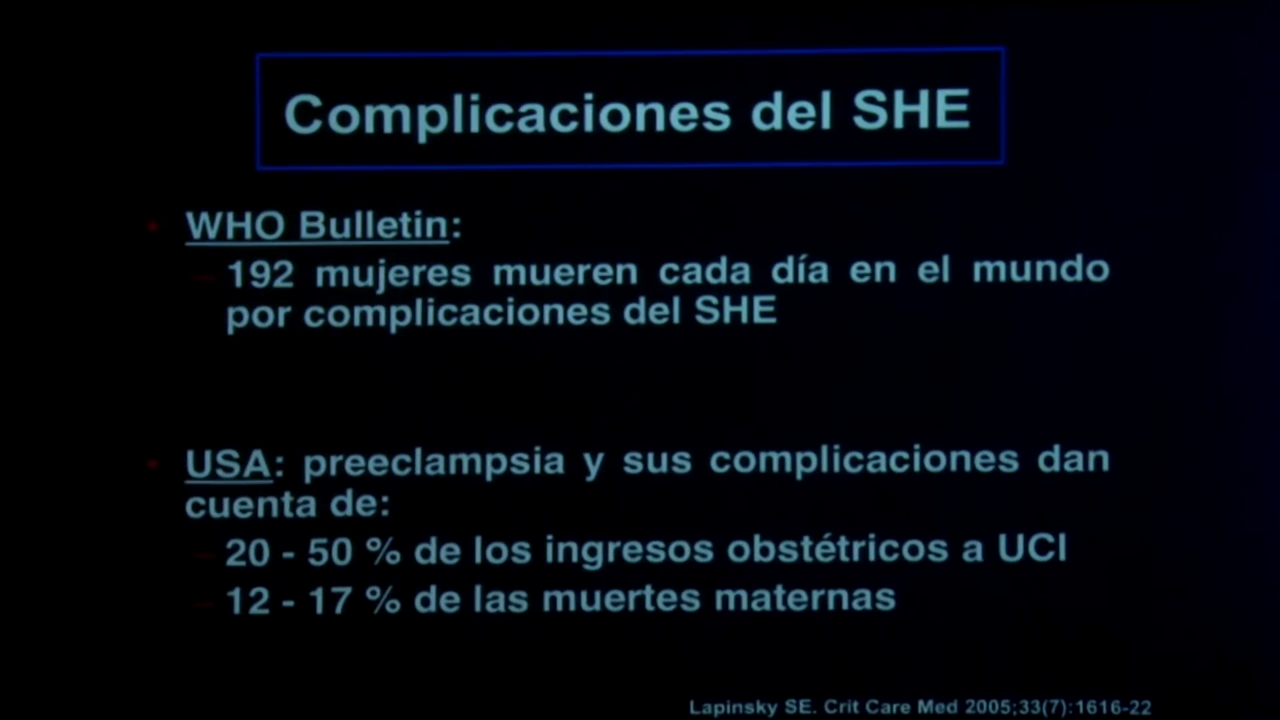 Complicaciones del SHE
• WHO Bulletin:
– 192 mujeres mueren cada día en el mundo
por complicaciones del SHE
• USA: preeclampsia y sus complicaciones dan
cuenta de:
– 20 - 50 % de los ingresos obstétricos a UCI
– 12 - 17 % de las muertes maternas
Lapinsky SE. Crit Care Med 2005;33(7):1616-22